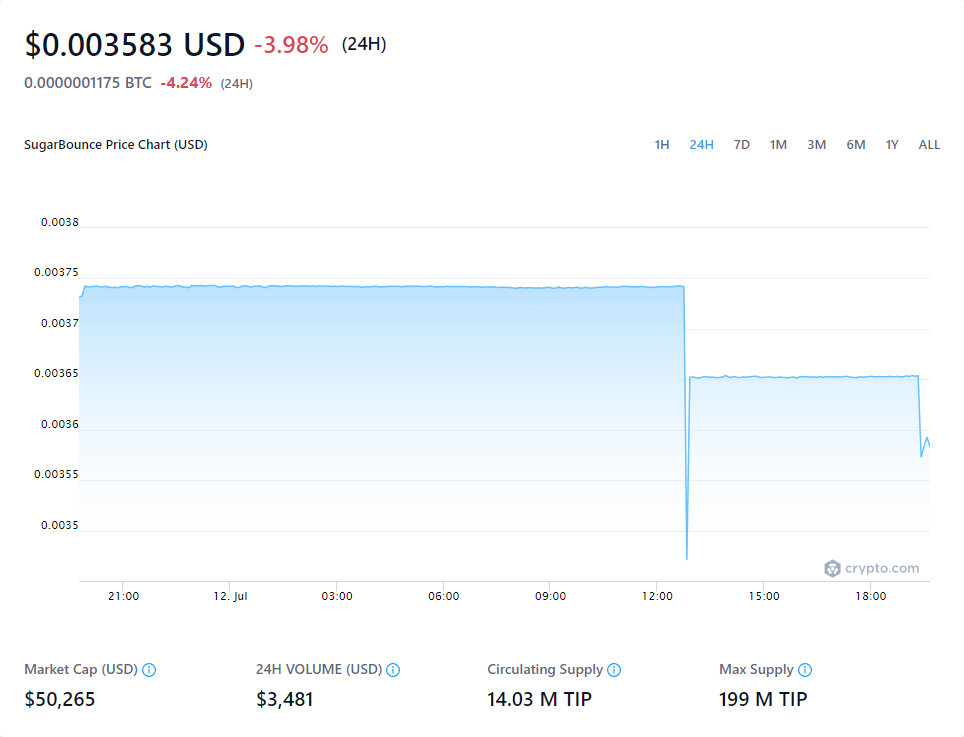 $0.003583 USD -3.98% (24H)
0.0000001175 BTC -4.24% (24H)
SugarBounce Price Chart (USD) 1H 24H 7D 1M 3M 6M 1Y ALL
0.0038
0.00375
0.0037
0.00365
0.0036
0.00355
0.0035
crypto.com
21:00 12. Jul 03:00 06:00 09:00 12:00 15:00 18:00
Market Cap (USD) 24H VOLUME (USD) Circulating Supply Max Supply
$50,265 $3,481 14.03 M TIP 199 M TIP